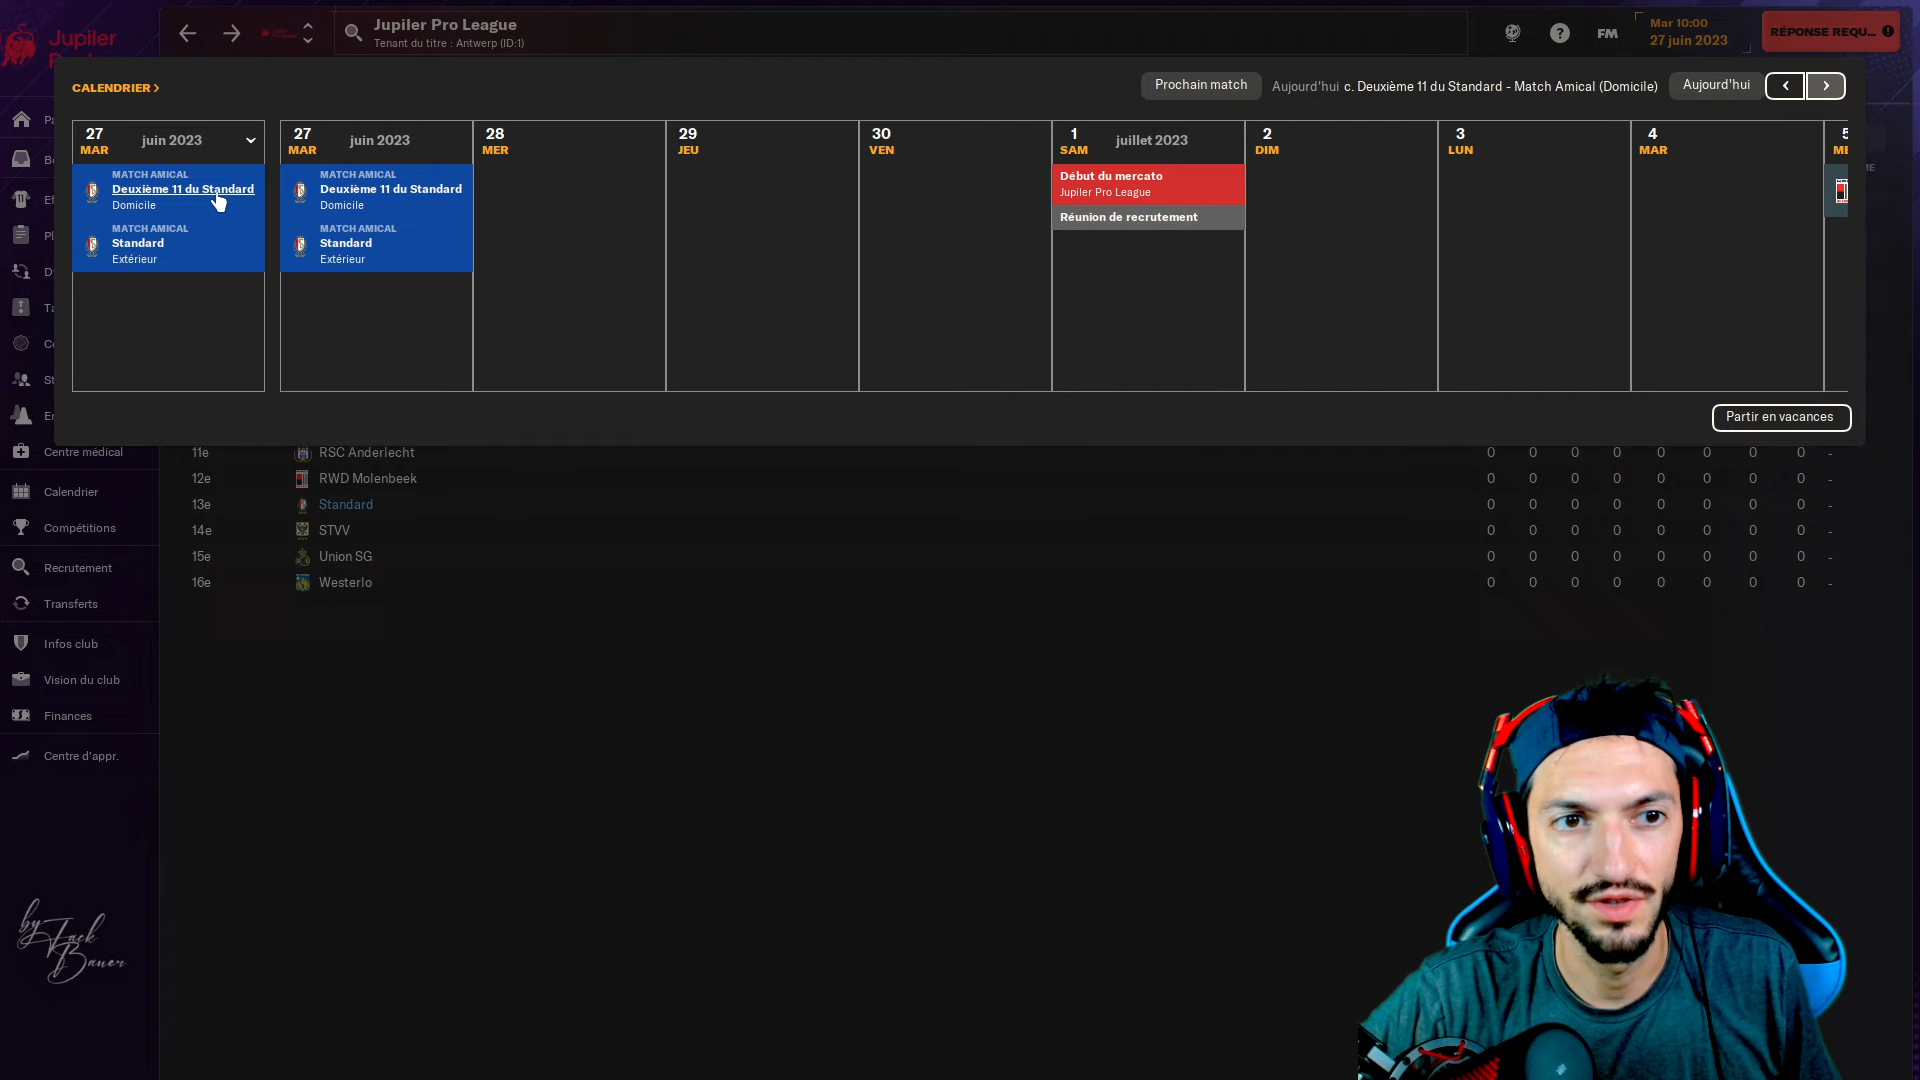 Jupiler
Jupiler Pro League
Tenant du titre : Antwerp (ID:1)
FM
Mar 10:00
27 juin 2023
RÉPONSE REQU...
CALENDRIER
Prochain match
Aujourd'hui c. Deuxième 11 du Standard - Match Amical (Domicile)
Aujourd'hui
27 MAR juin 2023
27 MAR juin 2023
28 MER
29 JEU
30 VEN
1 SAM juillet 2023
2 DIM
3 LUN
4 MAR
5
MATCH AMICAL
Deuxième 11 du Standard
Domicile
MATCH AMICAL
Standard
Extérieur
MATCH AMICAL
Deuxième 11 du Standard
Domicile
MATCH AMICAL
Standard
Extérieur
Début du mercato
Jupiler Pro League
Réunion de recrutement
Partir en vacances
11e RSC Anderlecht 0 0 0 0 0 0 0 0 -
12e RWD Molenbeek 0 0 0 0 0 0 0 0 -
13e Standard 0 0 0 0 0 0 0 0 -
14e STVV 0 0 0 0 0 0 0 0 -
15e Union SG 0 0 0 0 0 0 0 0 -
16e Westerlo 0 0 0 0 0 0 0 0 -
Centre médical
Calendrier
Compétitions
Recrutement
Transferts
Infos club
Vision du club
Finances
Centre d'appr.
by Jack
Bauer